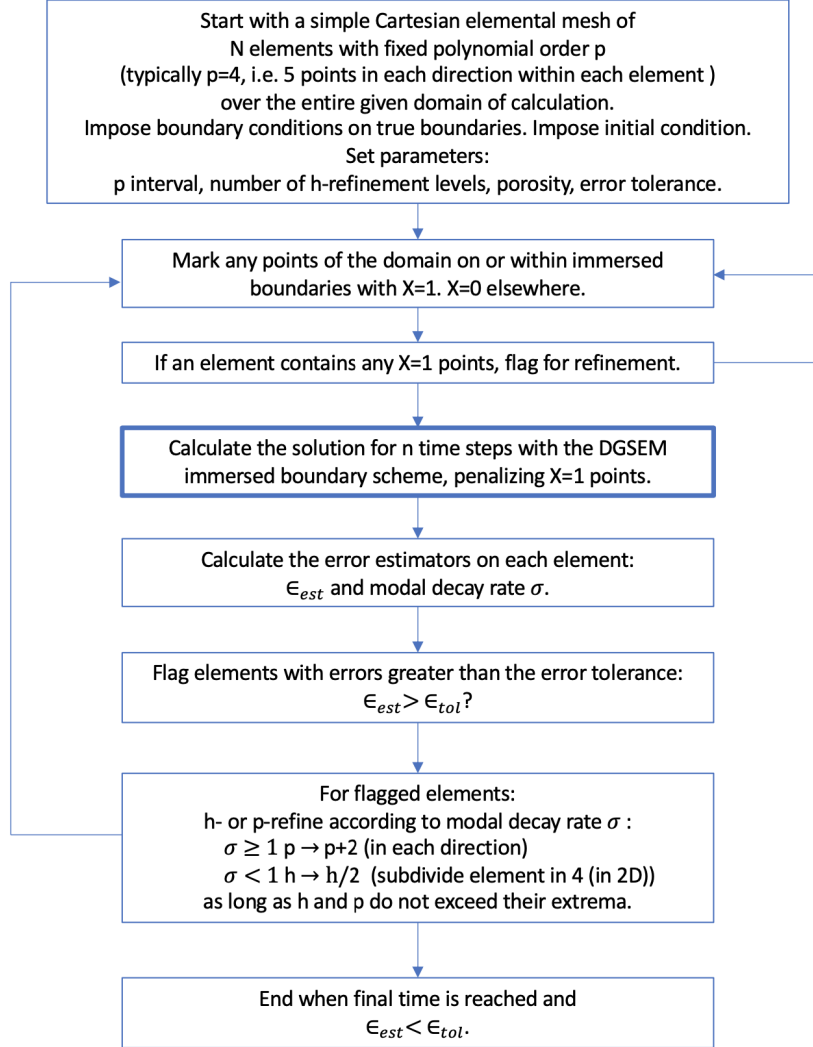 Start with a simple Cartesian elemental mesh of
N elements with fixed polynomial order p
(typically p=4, i.e. 5 points in each direction within each element )
over the entire given domain of calculation.
Impose boundary conditions on true boundaries. Impose initial condition.
Set parameters:
p interval, number of h-refinement levels, porosity, error tolerance.
Mark any points of the domain on or within immersed
boundaries with X=1. X=0 elsewhere.
If an element contains any X=1 points, flag for refinement.
Calculate the solution for n time steps with the DGSEM
immersed boundary scheme, penalizing X=1 points.
Calculate the error estimators on each element:
∈est and modal decay rate σ.
Flag elements with errors greater than the error tolerance:
∈est> ∈tol?
For flagged elements:
h- or p-refine according to modal decay rate σ :
σ ≥ 1 p → p+2 (in each direction)
σ < 1 h → h/2 (subdivide element in 4 (in 2D))
as long as h and p do not exceed their extrema.
End when final time is reached and
∈est< ∈tol.